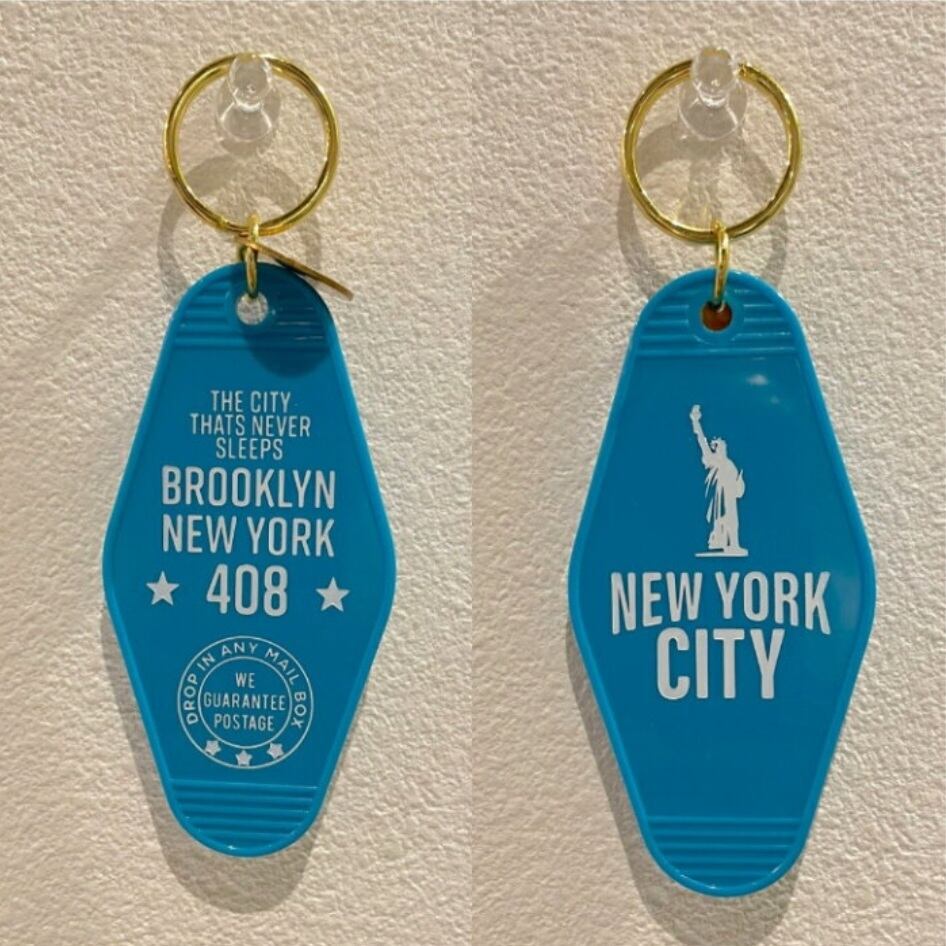 THE CITY
THATS NEVER
SLEEPS
BROOKLYN
NEW YORK
408
DROP IN ANY MAIL BOX
WE
GUARANTEE
POSTAGE
NEW YORK
CITY